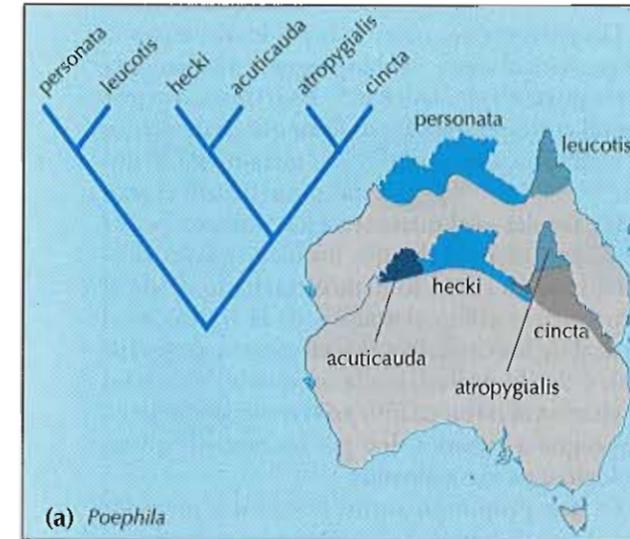 personata
leucotis
hecki
acuticauda
atropygialis
cincta
personata
leucotis
hecki
cincta
acuticauda
atropygialis
(a) Poephila